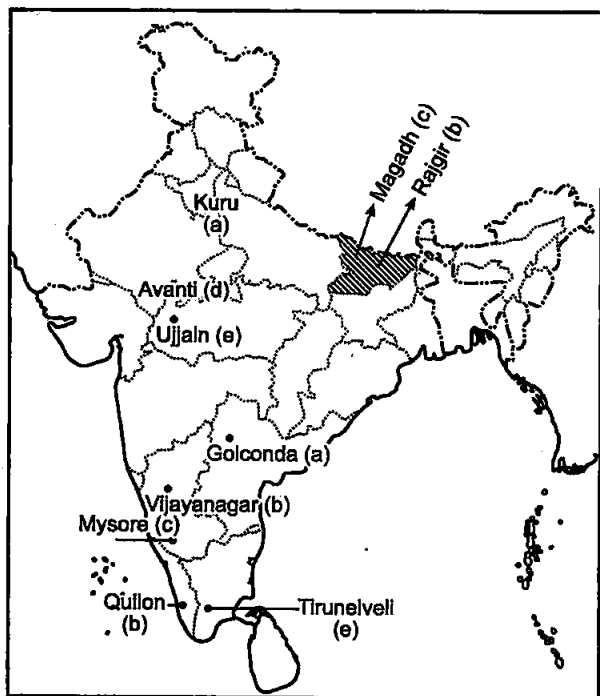 Magadh (c)
Rajgir (b)
Kuru
(a)
Avanti (d)
Ujjain (e)
Golconda (a)
Vijayanagar (b)
Mysore (c)
Quilon
(b)
Tirunelveli
(e)